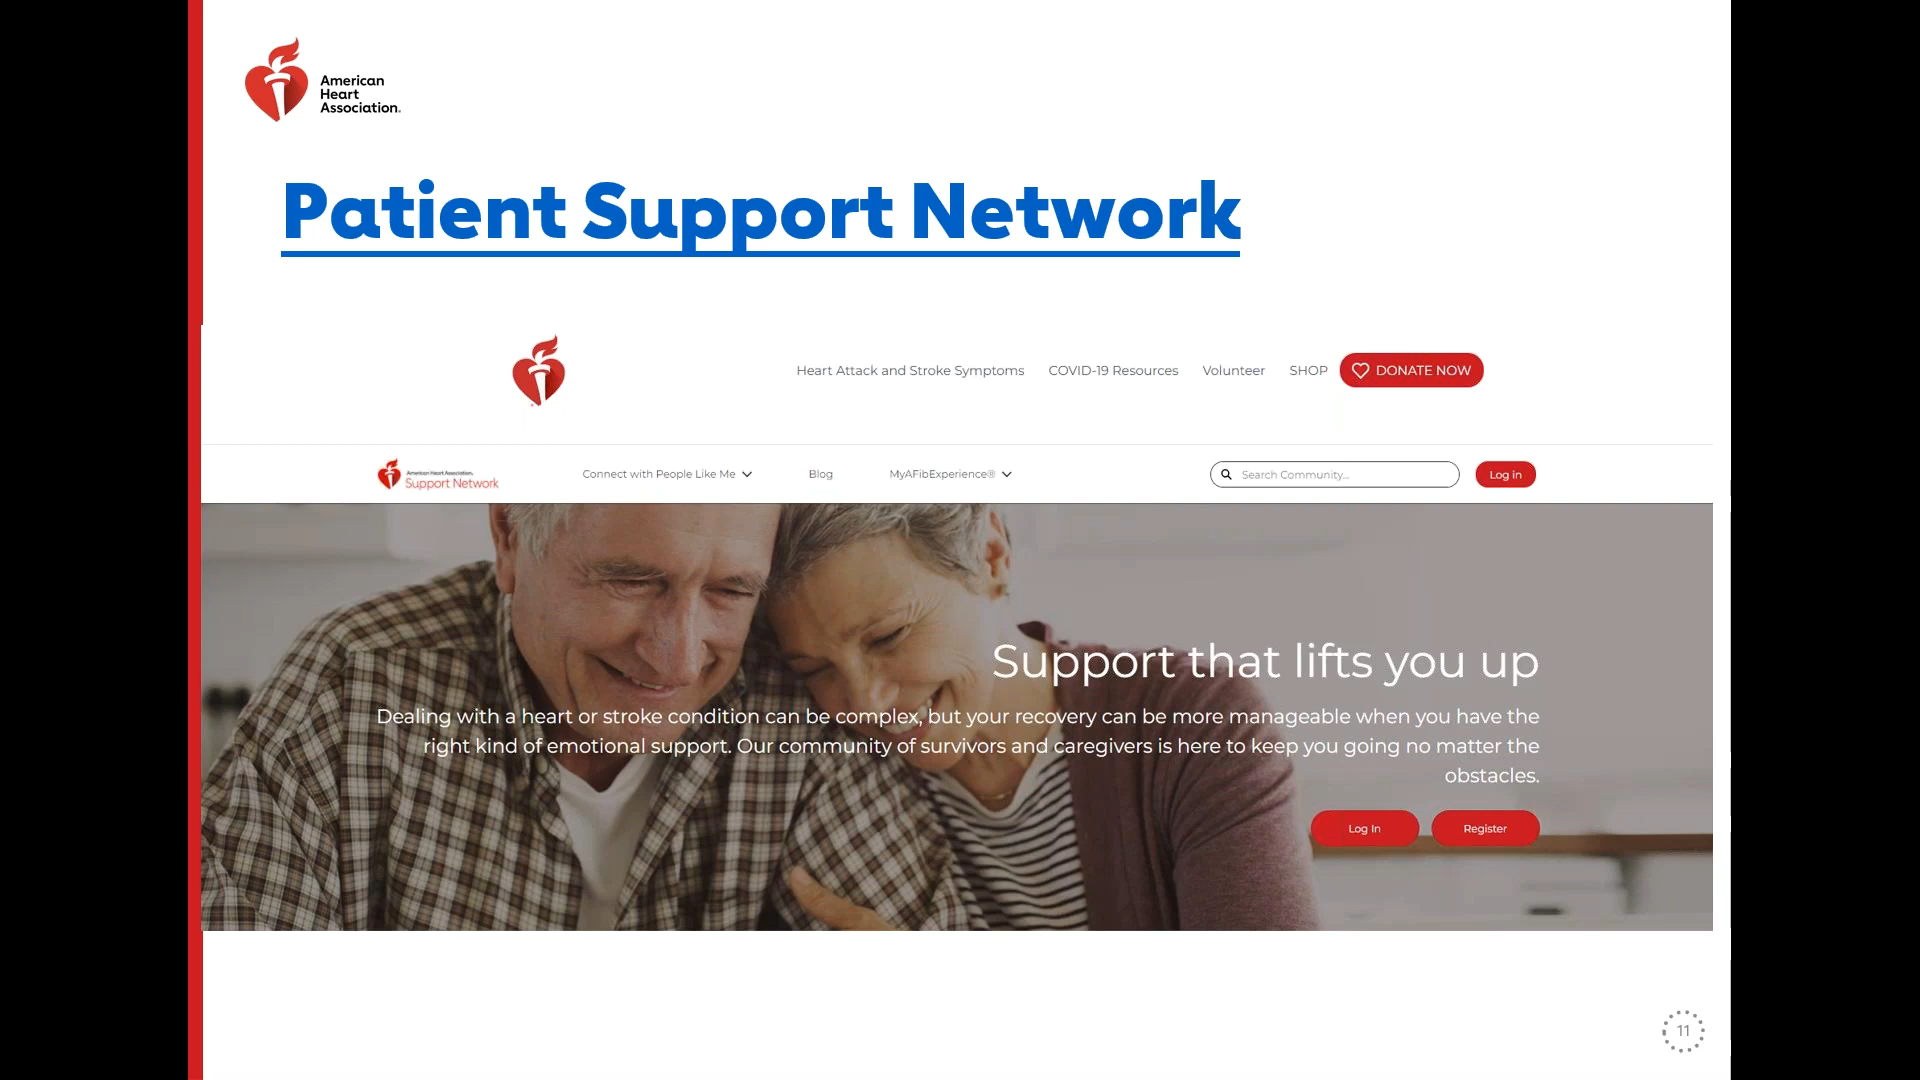 American
Heart
Association.
Patient Support Network
Heart Attack and Stroke Symptoms COVID-19 Resources Volunteer SHOP DONATE NOW
American Heart Association.
Support Network
Connect with People Like Me Blog MyAFibExperience® Search Community... Log in
Support that lifts you up
Dealing with a heart or stroke condition can be complex, but your recovery can be more manageable when you have the
right kind of emotional support. Our community of survivors and caregivers is here to keep you going no matter the
obstacles.
Log In Register
11